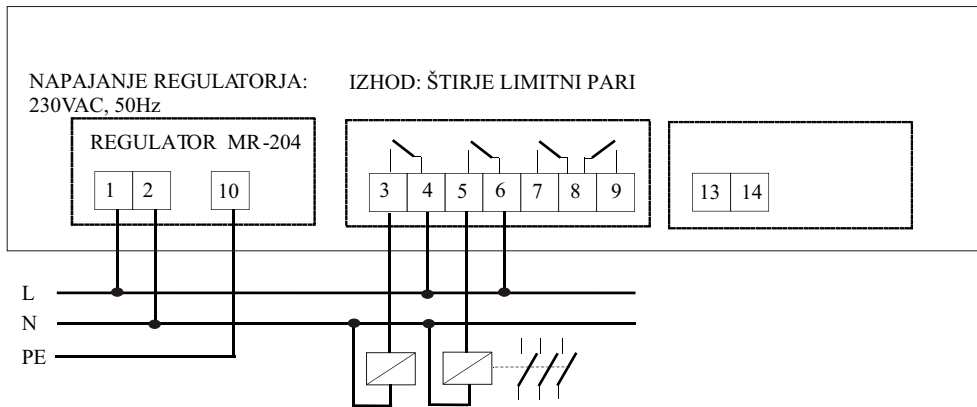 NAPAJANJE REGULATORJA:
230VAC, 50Hz
IZHOD: ŠTIRJE LIMITNI PARI
REGULATOR MR-204
1 2 10
3 4 5 6 7 8 9
13 14
L
N
PE